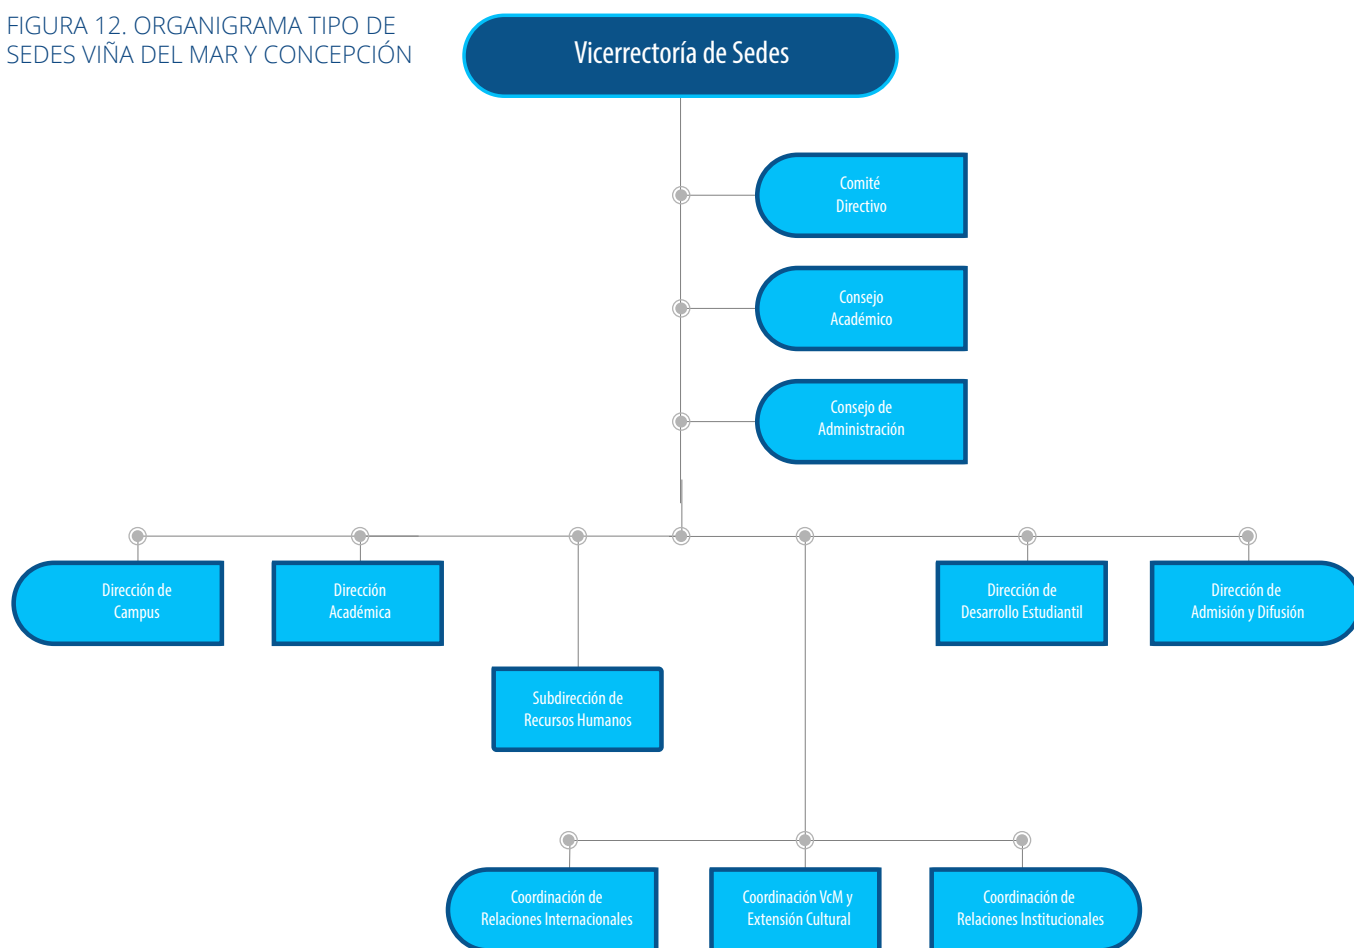 FIGURA 12. ORGANIGRAMA TIPO DE
SEDES VIÑA DEL MAR Y CONCEPCIÓN
Vicerrectoría de Sedes
Comité
Directivo
Consejo
Académico
Consejo de
Administración
Dirección de
Campus
Dirección
Académica
Dirección de
Desarrollo Estudiantil
Dirección de
Admisión y Difusión
Subdirección de
Recursos Humanos
Coordinación de
Relaciones Internacionales
Coordinación VcM y
Extensión Cultural
Coordinación de
Relaciones Institucionales